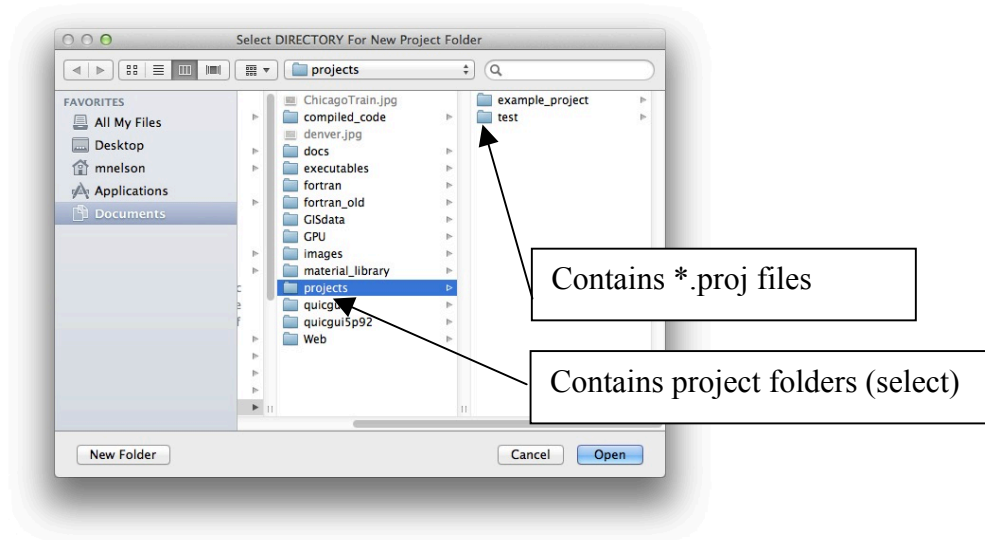 Select DIRECTORY For New Project Folder
projects
FAVORITES
All My Files
Desktop
mnelson
Applications
Documents
ChicagoTrain.jpg
compiled_code
denver.jpg
docs
executables
fortran
fortran_old
GISdata
GPU
images
material_library
projects
quicgui5p92
Web
example_project
test
Contains *.proj files
Contains project folders (select)
New Folder
Cancel
Open